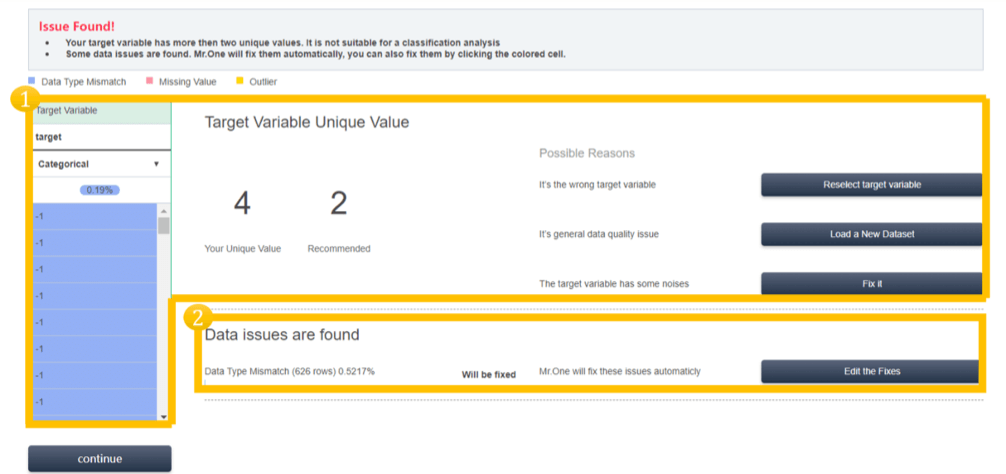 Issue Found!
• Your target variable has more then two unique values. It is not suitable for a classification analysis
• Some data issues are found. Mr.One will fix them automatically, you can also fix them by clicking the colored cell.
Data Type Mismatch Missing Value Outlier
1
Target Variable
target
Categorical
0.19%
-1
-1
-1
-1
-1
-1
-1
-1
Target Variable Unique Value
4 2
Your Unique Value Recommended
Possible Reasons
It's the wrong target variable Reselect target variable
It's general data quality issue Load a New Dataset
The target variable has some noises Fix it
2
Data issues are found
Data Type Mismatch (626 rows) 0.5217% Will be fixed Mr.One will fix these issues automaticly Edit the Fixes
continue